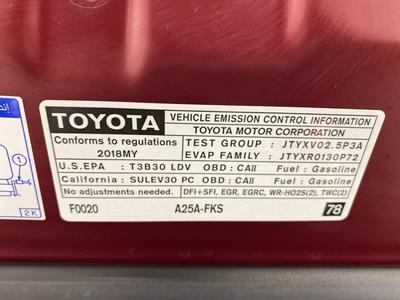 TOYOTA
VEHICLE EMISSION CONTROL INFORMATION
TOYOTA MOTOR CORPORATION
Conforms to regulations
2018MY
TEST GROUP : JTYXV02.5P3A
EVAP FAMILY : JTYXR0130P72
U.S.EPA : T3B30 LDV OBD : CAII Fuel : Gasoline
California : SULEV30 PC OBD : CAII Fuel : Gasoline
No adjustments needed.
DFI+SFI, EGR, EGRC, WR-HO2S(2), TWC(2)
F0020 A25A-FKS 78
2K